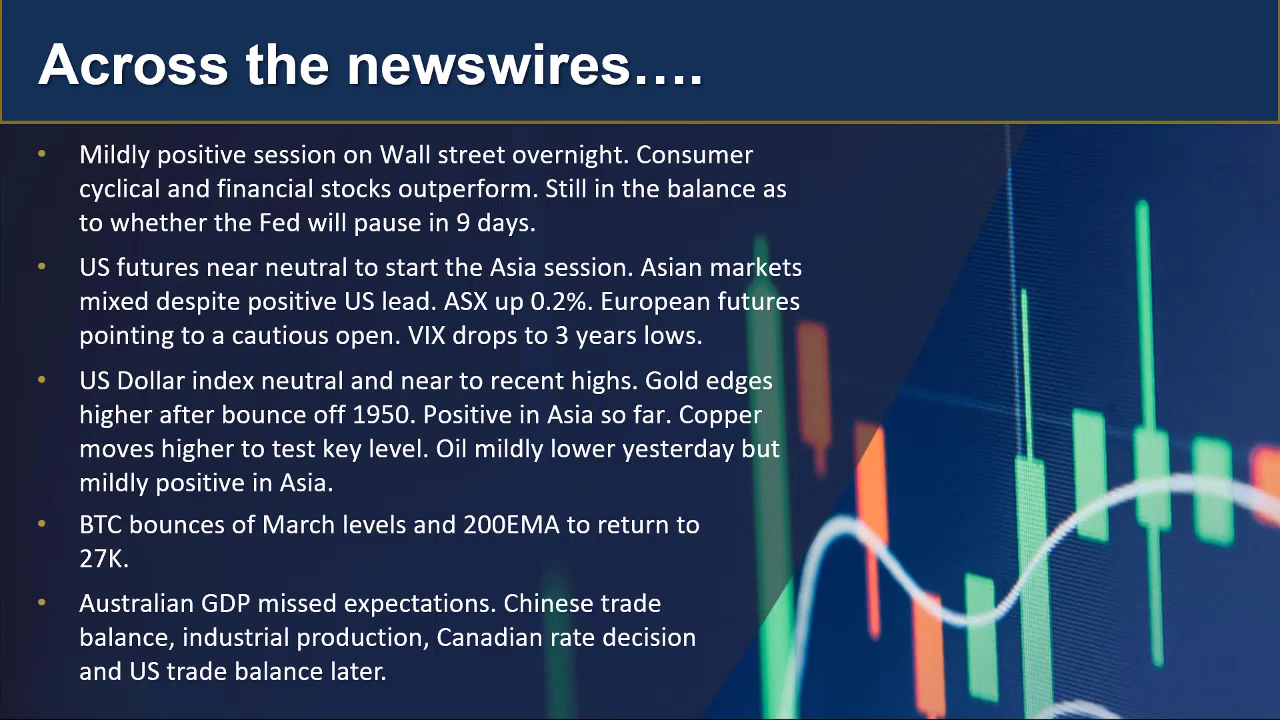 Across the newswires....
• Mildly positive session on Wall street overnight. Consumer
cyclical and financial stocks outperform. Still in the balance as
to whether the Fed will pause in 9 days.
• US futures near neutral to start the Asia session. Asian markets
mixed despite positive US lead. ASX up 0.2%. European futures
pointing to a cautious open. VIX drops to 3 years lows.
• US Dollar index neutral and near to recent highs. Gold edges
higher after bounce off 1950. Positive in Asia so far. Copper
moves higher to test key level. Oil mildly lower yesterday but
mildly positive in Asia.
• BTC bounces of March levels and 200EMA to return to
27K.
• Australian GDP missed expectations. Chinese trade
balance, industrial production, Canadian rate decision
and US trade balance later.